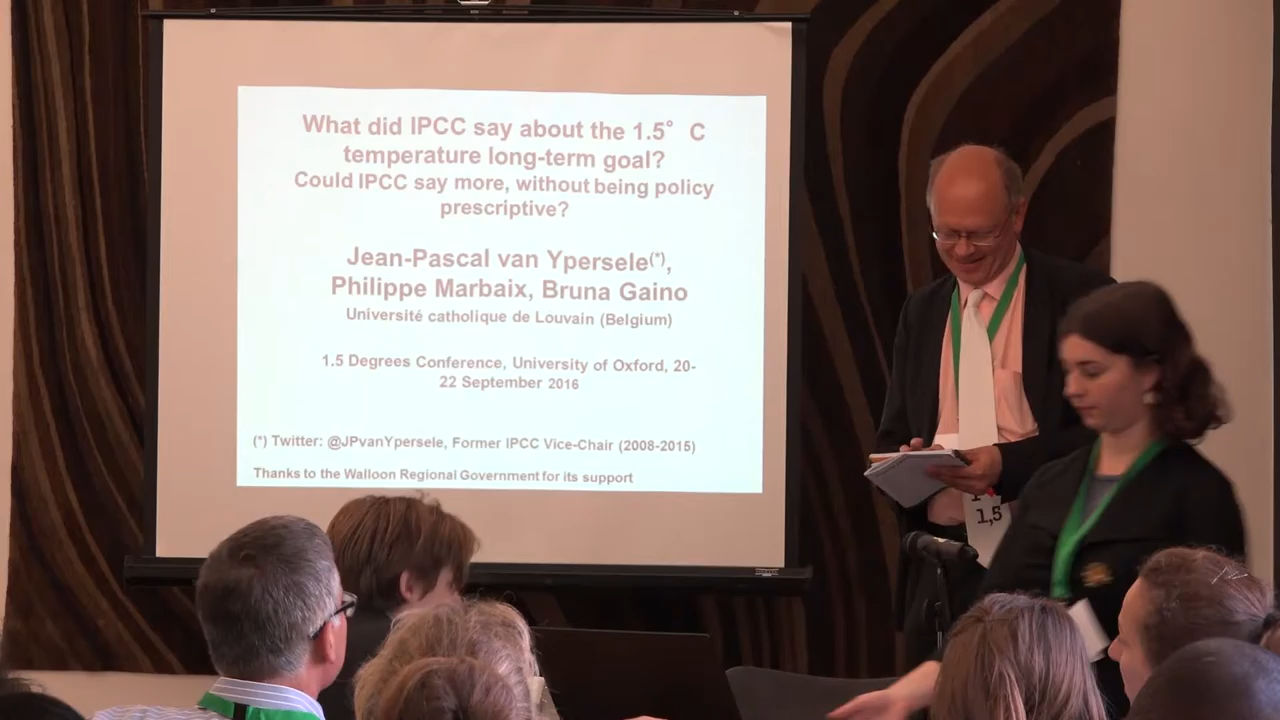 What did IPCC say about the 1.5° C
temperature long-term goal?
Could IPCC say more, without being policy
prescriptive?
Jean-Pascal van Ypersele(*),
Philippe Marbaix, Bruna Gaino
Université catholique de Louvain (Belgium)
1.5 Degrees Conference, University of Oxford, 20-
22 September 2016
(*) Twitter: @JPvanYpersele, Former IPCC Vice-Chair (2008-2015)
Thanks to the Walloon Regional Government for its support
1,5